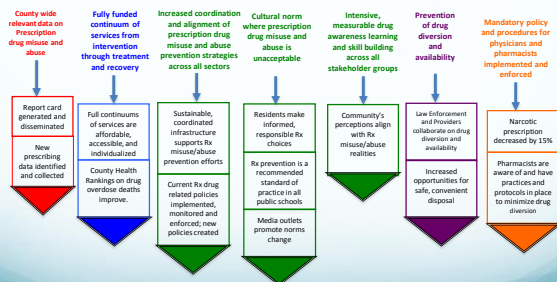 County wide
relevant data on
Prescription
drug misuse and
abuse
Fully funded
continuum of
services from
intervention
through treatment
and recovery
Increased coordination
and alignment of
prescription drug
misuse and abuse
prevention strategies
across all sectors
Cultural norm where
prescription drug
misuse and
abuse is
unacceptable
Intensive,
measurable drug
awareness learning
and skill building
across all
stakeholder groups
Prevention
of drug
diversion and
availability
Mandatory policy
and procedures for
physicians and
pharmacists
implemented and
enforced
Report card
generated and
disseminated
New
prescribing data
identified and
collected
Full continuums
of services are
affordable,
accessible, and
individualized
County Health
Rankings on drug
overdose deaths
improve.
Sustainable,
coordinated
infrastructure
supports Rx
misuse/abuse
prevention efforts
Current Rx drug
related policies
implemented,
monitored and
enforced; new
policies created
Residents make
informed,
responsible Rx
choices
Rx prevention is a
recommended
standard of
practice in all
public schools
Media outlets
promote norms
change
Community's
perceptions align
with Rx
misuse/abuse
realities
Law Enforcement
and Providers
collaborate on drug
diversion and
availability
Increased
opportunities for
safe, convenient
disposal
Narcotic
prescription
decreased by 15%
Pharmacists are
aware of and have
practices and
protocols in place
to minimize drug
diversion